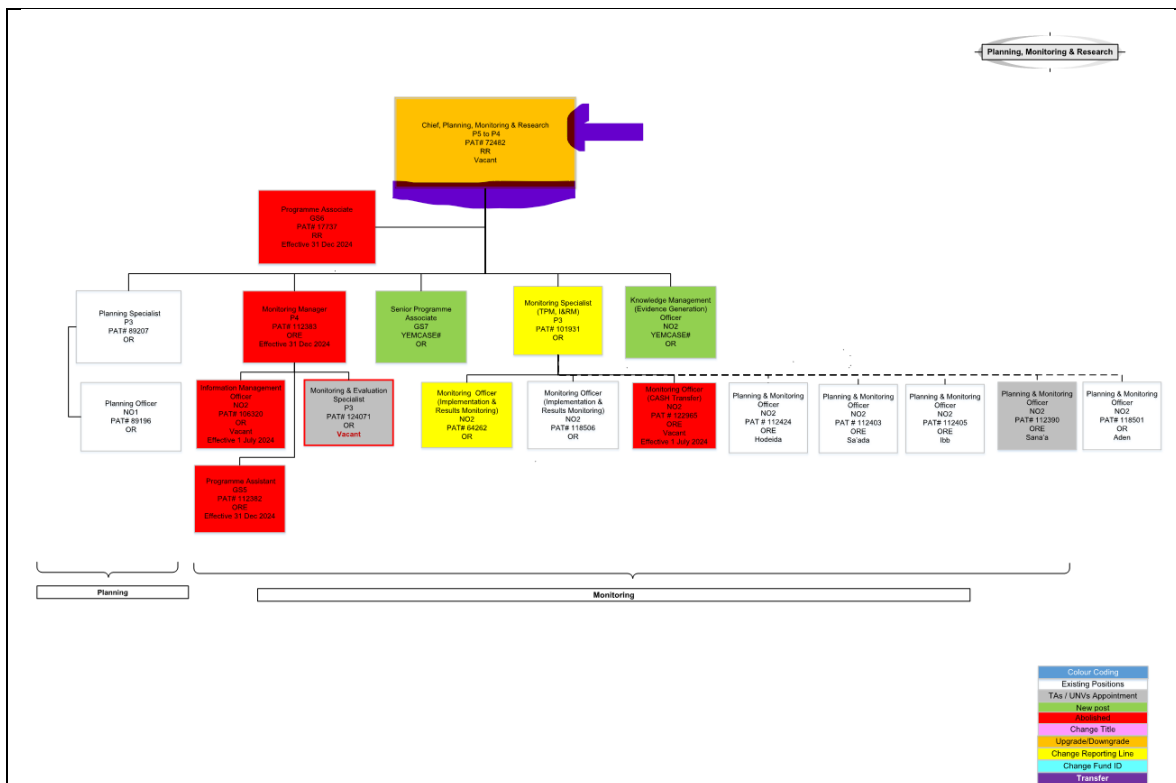 Planning, Monitoring & Research
Chief, Planning, Monitoring & Research
P5 to P4
PAT# 72462
RR
Vacant
Programme Associate
GS6
PAT# 17737
RR
Effective 31 Dec 2024
Planning Specialist
P3
PAT# 89207
OR
Monitoring Manager
P4
PAT# 112383
ORE
Effective 31 Dec 2024
Senior Programme
Associate
GS7
YEMCASE#
OR
Monitoring Specialist
(TPM, I&RM)
P3
PAT# 101931
OR
Knowledge Management
(Evidence Generation)
Officer
NO2
YEMCASE#
OR
Planning Officer
NO1
PAT# 89196
OR
Information Management
Officer
NO2
PAT# 105320
OR
Vacant
Effective 1 July 2024
Monitoring & Evaluation
Specialist
P3
PAT# 124071
OR
Vacant
Monitoring Officer
(Implementation &
Results Monitoring)
NO2
PAT# 64262
OR
Monitoring Officer
(Implementation &
Results Monitoring)
NO2
PAT# 118506
OR
Monitoring Officer
(CASH Transfer)
NO2
PAT # 122985
ORE
Vacant
Effective 1 July 2024
Planning & Monitoring
Officer
NO2
PAT # 112424
ORE
Hodeida
Planning & Monitoring
Officer
NO2
PAT # 112403
ORE
Sa'ada
Planning & Monitoring
Officer
NO2
PAT# 112405
ORE
Ibb
Planning & Monitoring
Officer
NO2
PAT# 112390
ORE
Sana'a
Planning & Monitoring
Officer
NO2
PAT# 118501
OR
Aden
Programme Assistant
GS5
PAT# 112382
ORE
Effective 31 Dec 2024
Planning
Monitoring
Colour Coding
Existing Positions
TAs / UNVs Appointment
New post
Abolished
Change Title
Upgrade/Downgrade
Change Reporting Line
Change Fund ID
Transfer